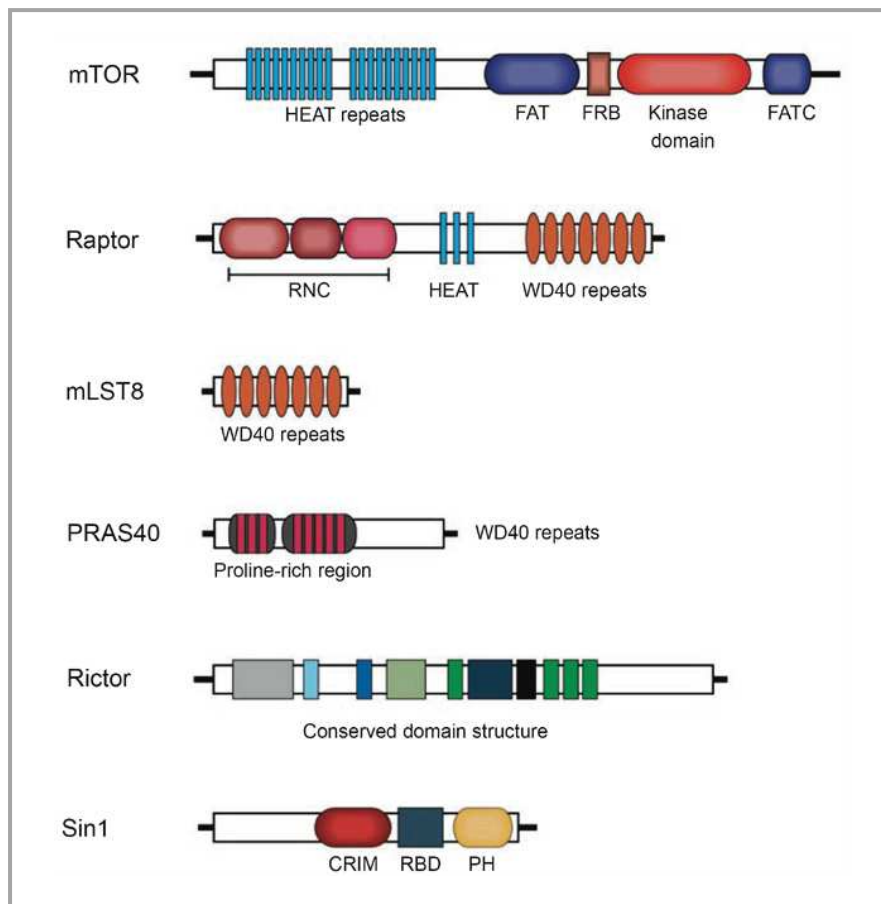 mTOR
HEAT repeats
FAT
FRB
Kinase
domain
FATC
Raptor
RNC
HEAT
WD40 repeats
mLST8
WD40 repeats
PRAS40
WD40 repeats
Proline-rich region
Rictor
Conserved domain structure
Sin1
CRIM
RBD
PH